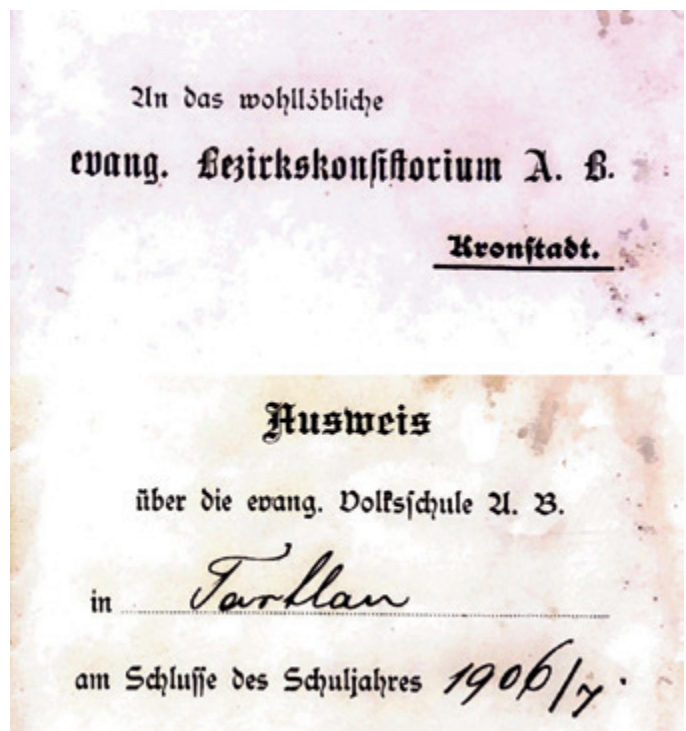 An das wohllöbliche
evang. Bezirkskonsistorium A. B.
Kronstadt.
Ausweis
über die evang. Volksschule A. B.
in Tartlau
am Schlusse des Schuljahres 1906/7.